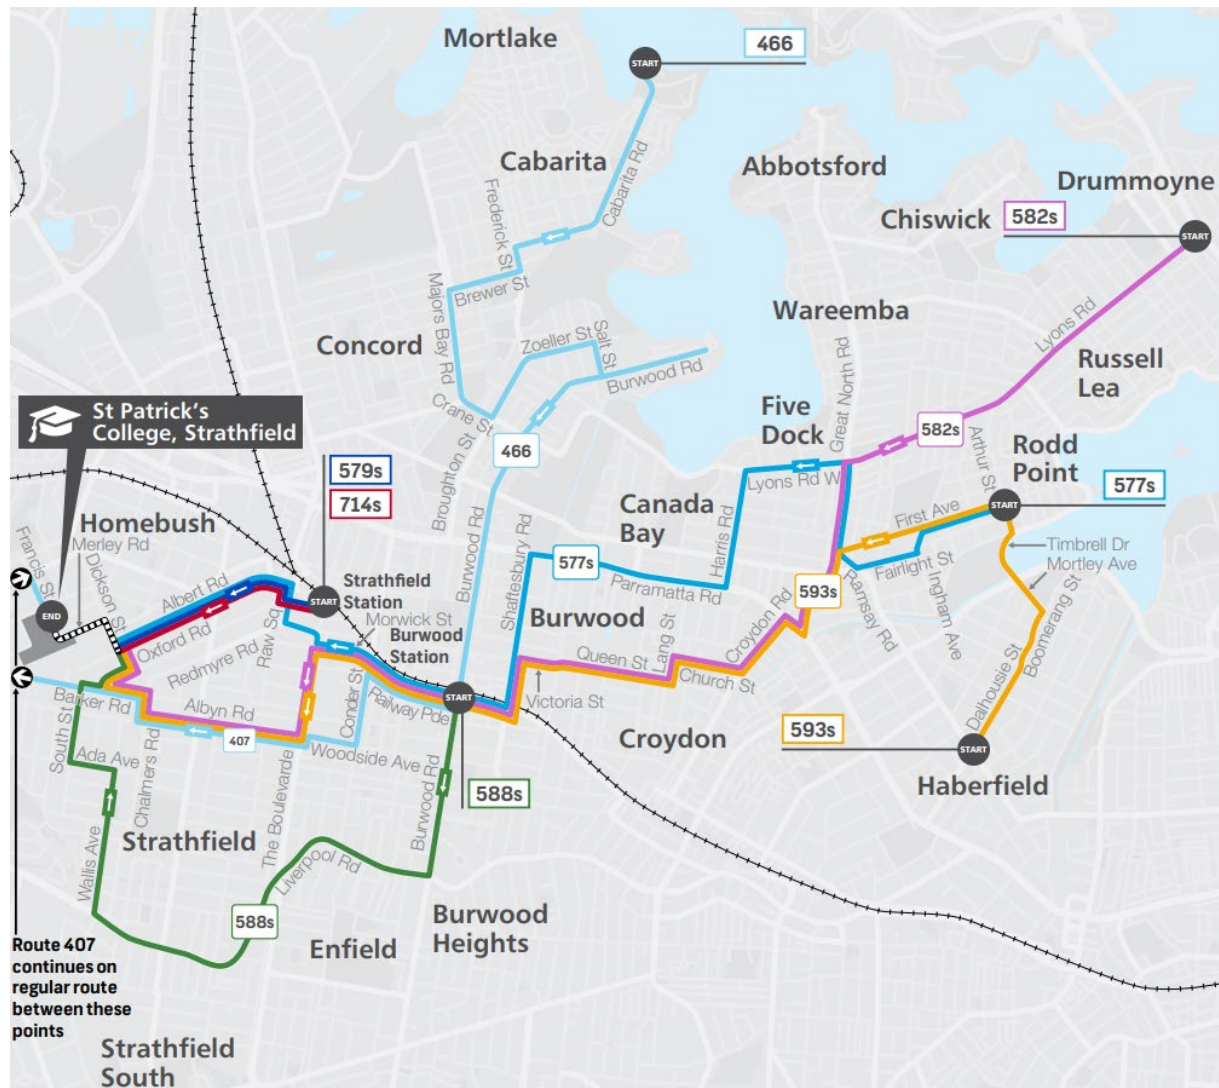 Mortlake
START
466
Cabarita
Cabarita Rd
Abbotsford
Drummoyne
Frederick St
Chiswick
582s
START
Majors Bay Rd
Brewer St
Wareemba
Lyons Rd
Concord
Zoeller St
Salt St
Burwood Rd
Great North Rd
Russell
Lea
St Patrick's
College, Strathfield
Crane St
Five
Dock
582s
Arthur St
Rodd
Point
Broughton St
466
579s
714s
Lyons Rd W
577s
START
Canada
Bay
Harris Rd
First Ave
Homebush
Merley Rd
Francis St
Dickson St
Burwood Rd
Shaftesbury Rd
577s
Parramatta Rd
Timbrell Dr
Mortley Ave
Fairlight St
Albert Rd
Strathfield
Station
START
593s
Ramsay Rd
Ingham Ave
Boomerang St
END
Oxford Rd
Raw Sq
Morwick St
Burwood
Station
Burwood
Croydon Rd
Redmyre Rd
Lang St
Queen St
Church St
Dalhousie St
Conder St
Railway Pde
START
Victoria St
Barker Rd
Albyn Rd
407
Woodside Ave
Croydon
593s
START
South St
Ada Ave
Chalmers Rd
The Boulevarde
Burwood Rd
Haberfield
588s
Strathfield
Wallis Ave
Liverpool Rd
588s
Enfield
Burwood
Heights
Route 407
continues on
regular route
between these
points
Strathfield
South